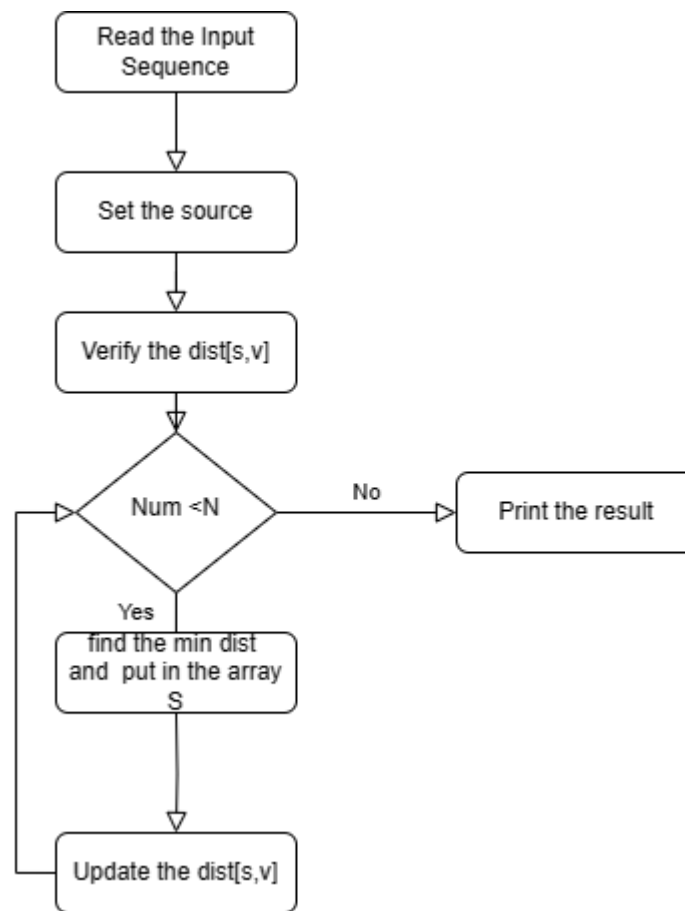 Read the Input
Sequence
Set the source
Verify the dist[s,v]
Num <N
No
Print the result
Yes
find the min dist
and  put in the array
S
Update the dist[s,v]